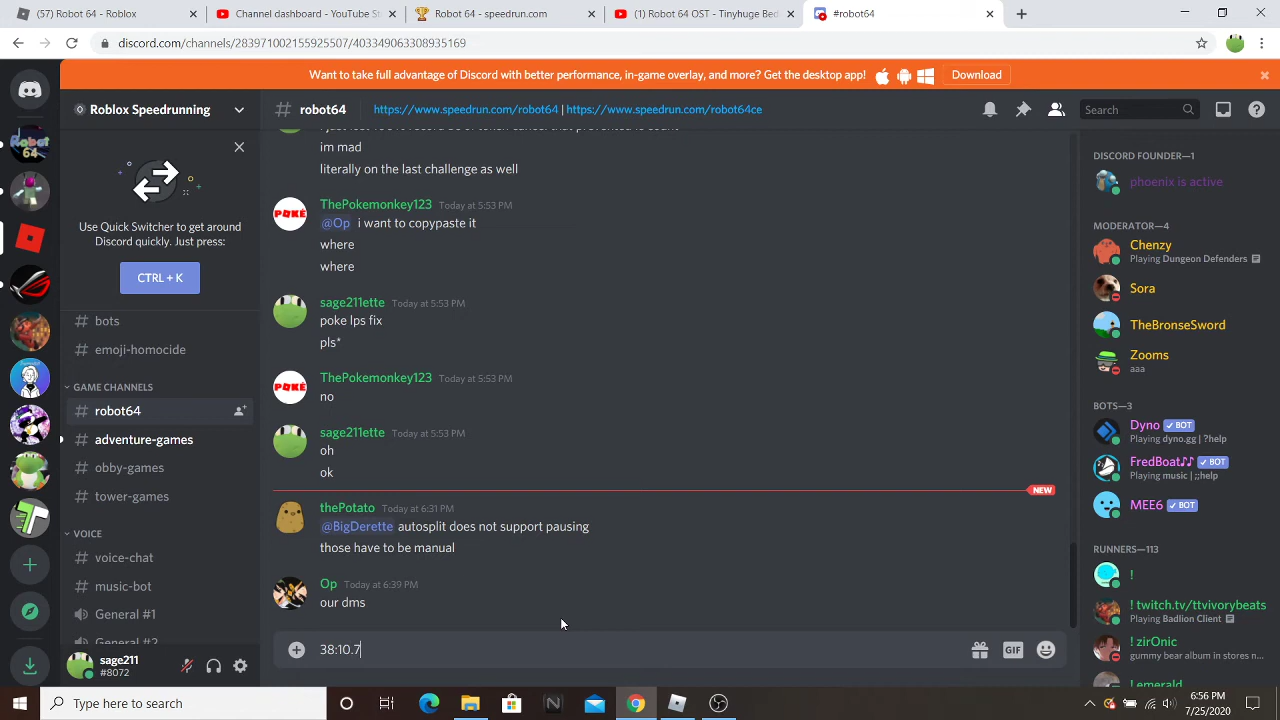 (57) Robot 64 - Roblox
Channel dashboard - YouTube St
Robot 64 - speedrun.com
(1) Robot 64 OST - Tinyhuge Bed
#robot64
discord.com/channels/283971002155925507/403349063308935169
Want to take full advantage of Discord with better performance, in-game overlay, and more? Get the desktop app!
Download
Roblox Speedrunning
robot64
https://www.speedrun.com/robot64 | https://www.speedrun.com/robot64ce
Search
Use Quick Switcher to get around
Discord quickly. Just press:
CTRL + K
# bots
# emoji-homocide
GAME CHANNELS
# robot64
# adventure-games
# obby-games
# tower-games
VOICE
# voice-chat
# music-bot
General #1
General #2
sage211
#8072
im mad
literally on the last challenge as well
ThePokemonkey123 Today at 5:53 PM
POKÉ
@Op i want to copypaste it
where
where
sage211ette Today at 5:53 PM
poke lps fix
pls*
ThePokemonkey123 Today at 5:53 PM
POKÉ
no
sage211ette Today at 5:53 PM
oh
ok
NEW
thePotato Today at 6:31 PM
@BigDerette autosplit does not support pausing
those have to be manual
Op Today at 6:39 PM
our dms
38:10.7
GIF
DISCORD FOUNDER—1
phoenix is active
MODERATOR—4
Chenzy
Playing Dungeon Defenders
Sora
TheBronseSword
Zooms
aaa
BOTS—3
Dyno BOT
Playing dyno.gg | ?help
FredBoat♪♪ BOT
Playing music | ;;help
MEE6 BOT
RUNNERS—113
!
! twitch.tv/ttvivorybeats
Playing Badlion Client
! zirOnic
gummy bear album in stores n...
! emerald
Type here to search
6:56 PM
7/25/2020